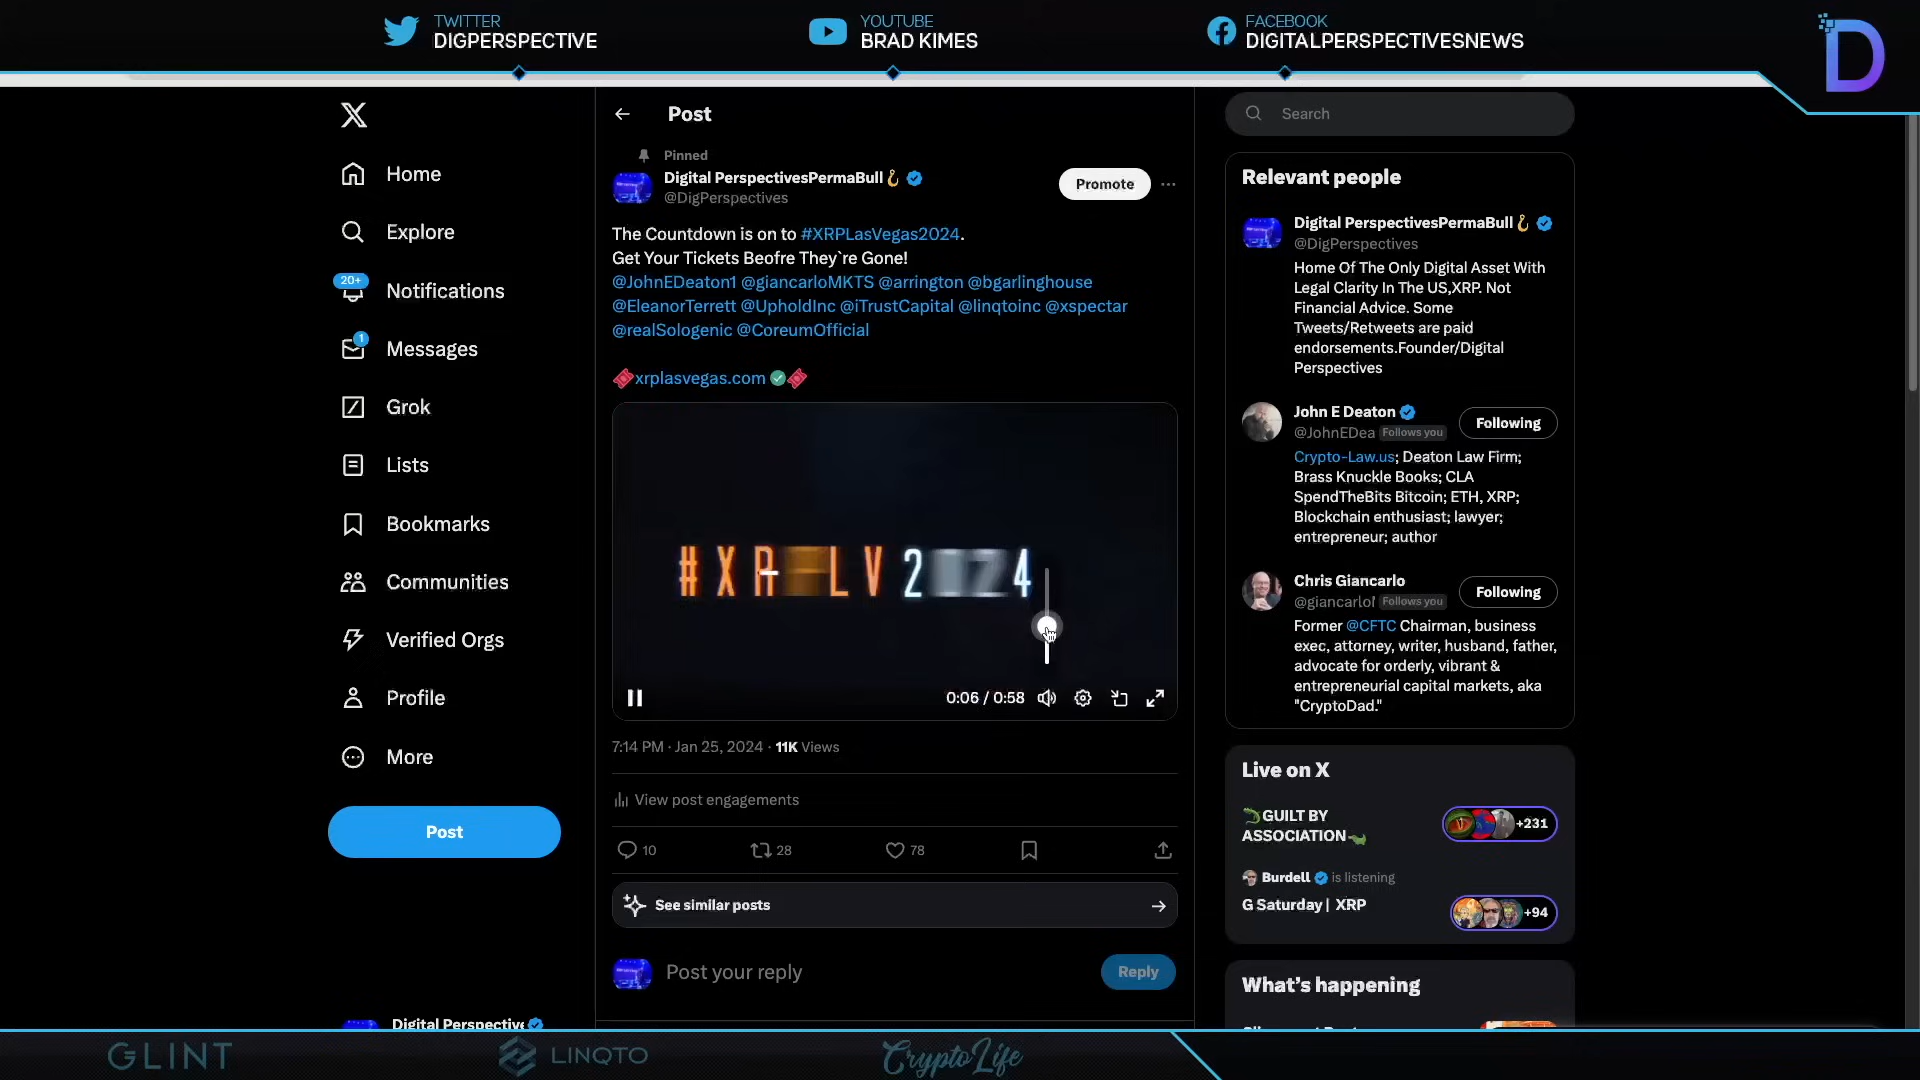 TWITTER
DIGPERSPECTIVE
YOUTUBE
BRAD KIMES
FACEBOOK
DIGITALPERSPECTIVESNEWS
D
Home
Explore
20+
Notifications
1
Messages
Grok
Lists
Bookmarks
Communities
Verified Orgs
Profile
More
Post
Digital Perspective
Post
Pinned
Digital PerspectivesPermaBull
@DigPerspectives
Promote
The Countdown is on to #XRPLasVegas2024.
Get Your Tickets Beofre They`re Gone!
@JohnEDeaton1 @giancarloMKTS @arrington @bgarlinghouse
@EleanorTerrett @UpholdInc @iTrustCapital @linqtoinc @xspectar
@realSologenic @CoreumOfficial
xrplasvegas.com
0:06 / 0:58
7:14 PM · Jan 25, 2024 · 11K Views
View post engagements
10
28
78
See similar posts
Post your reply
Reply
Search
Relevant people
Digital PerspectivesPermaBull
@DigPerspectives
Home Of The Only Digital Asset With
Legal Clarity In The US,XRP. Not
Financial Advice. Some
Tweets/Retweets are paid
endorsements.Founder/Digital
Perspectives
John E Deaton
@JohnEDea Follows you
Following
Crypto-Law.us; Deaton Law Firm;
Brass Knuckle Books; CLA
SpendTheBits Bitcoin; ETH, XRP;
Blockchain enthusiast; lawyer;
entrepreneur; author
Chris Giancarlo
@giancarlo Follows you
Following
Former @CFTC Chairman, business
exec, attorney, writer, husband, father,
advocate for orderly, vibrant &
entrepreneurial capital markets, aka
"CryptoDad."
Live on X
GUILT BY
ASSOCIATION
+231
Burdell is listening
G Saturday | XRP
+94
What's happening
GLINT
LINQTO
CryptoLife